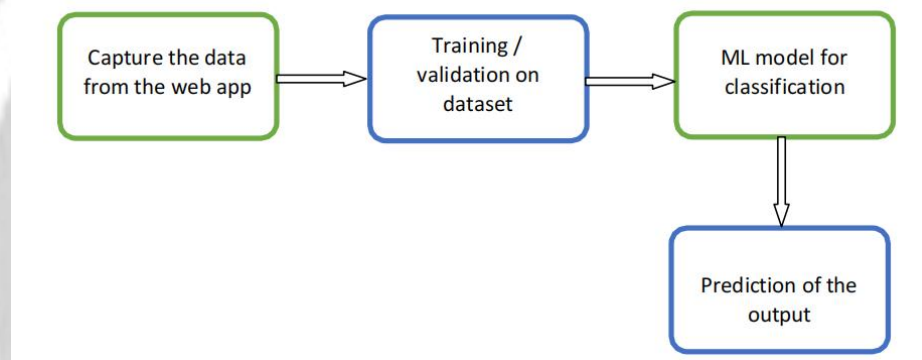 Capture the data
from the web app
Training /
validation on
dataset
ML model for
classification
Prediction of the
output